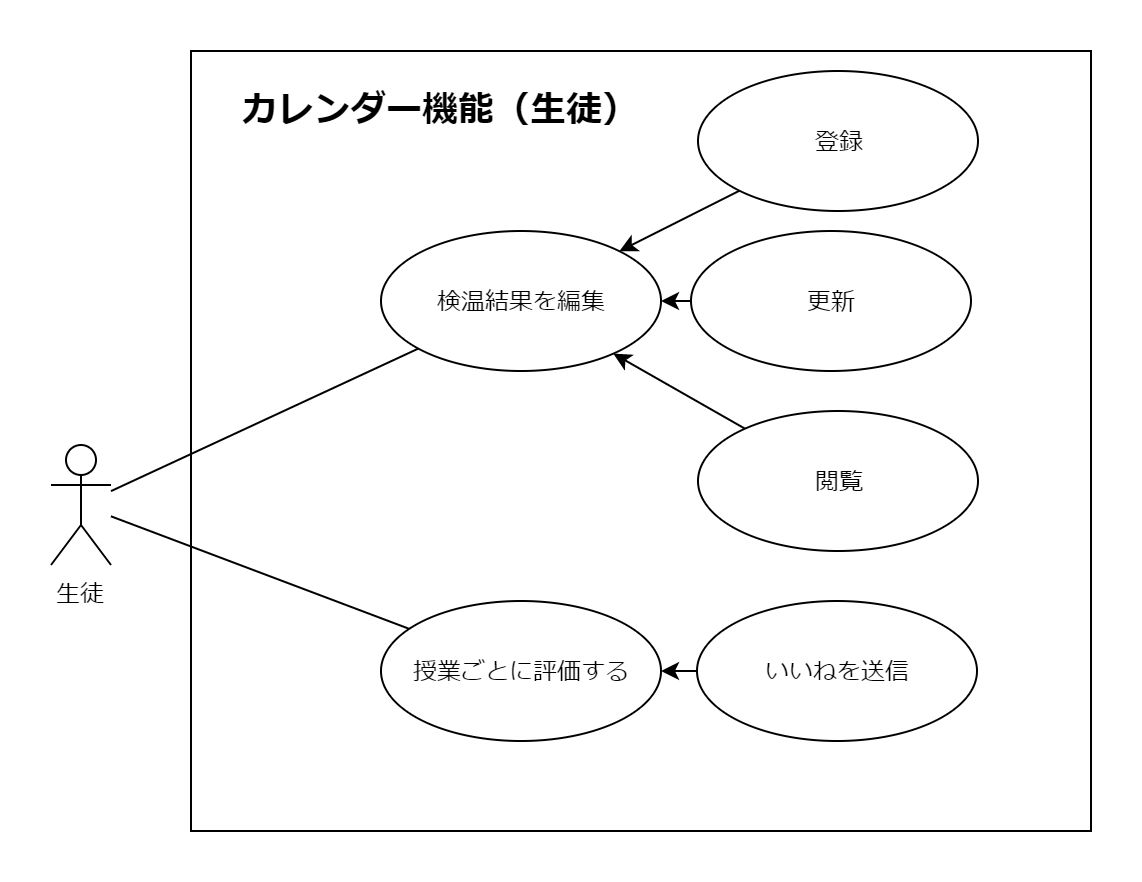 カレンダー機能（生徒）
登録
検温結果を編集
更新
閲覧
生徒
授業ごとに評価する
いいねを送信